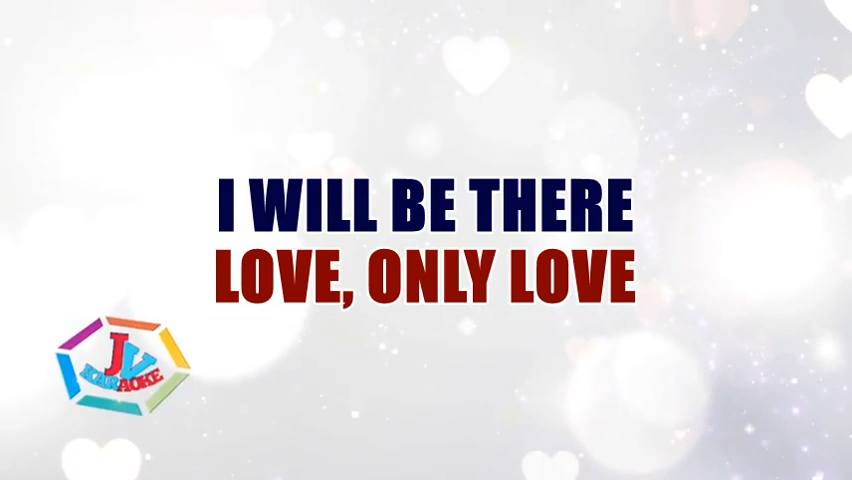 I WILL BE THERE
LOVE, ONLY LOVE
JV
KARAOKE